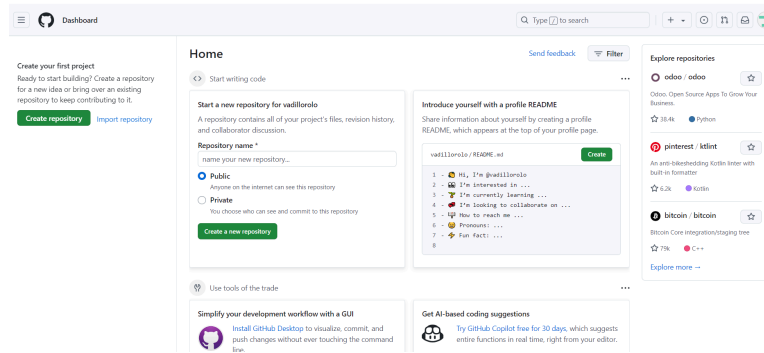 Dashboard
Type / to search
Home
Send feedback
Filter
Create your first project
Ready to start building? Create a repository
for a new idea or bring over an existing
repository to keep contributing to it.
Create repository
Import repository
Start writing code
Start a new repository for vadillorolo
A repository contains all of your project's files, revision history,
and collaborator discussion.
Repository name *
name your new repository...
Public
Anyone on the internet can see this repository
Private
You choose who can see and commit to this repository
Create a new repository
Introduce yourself with a profile README
Share information about yourself by creating a profile
README, which appears at the top of your profile page.
vadillorolo / README.md
Create
1 - 👋 Hi, I'm @vadillorolo
2 - 👀 I'm interested in ...
3 - 🌱 I'm currently learning ...
4 - 💞️ I'm looking to collaborate on ...
5 - 📫 How to reach me ...
6 - 😄 Pronouns: ...
7 - ⚡ Fun fact: ...
8
Use tools of the trade
Simplify your development workflow with a GUI
Install GitHub Desktop to visualize, commit, and
push changes without ever touching the command
line.
Get AI-based coding suggestions
Try GitHub Copilot free for 30 days, which suggests
entire functions in real time, right from your editor.
Explore repositories
odoo / odoo
Odoo. Open Source Apps To Grow Your
Business.
38.4k Python
pinterest / ktlint
An anti-bikeshedding Kotlin linter with
built-in formatter
6.2k Kotlin
bitcoin / bitcoin
Bitcoin Core integration/staging tree
79k C++
Explore more →